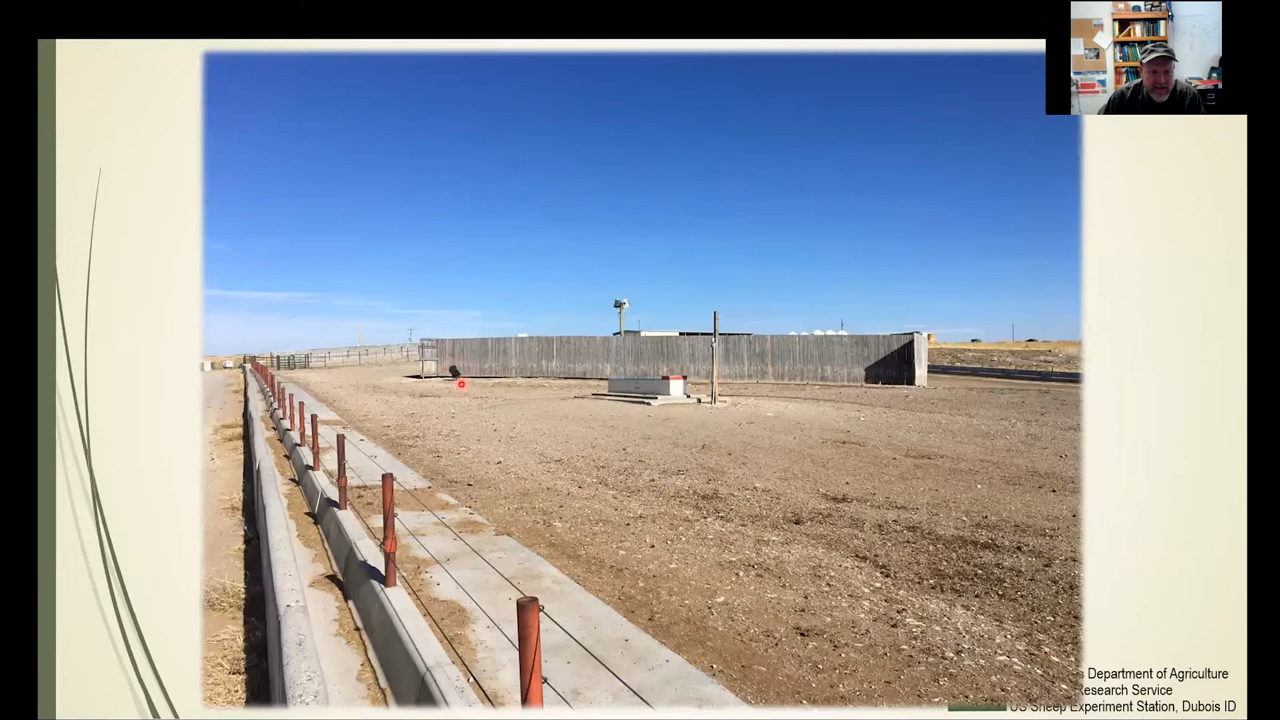 Department of Agriculture
Research Service
US Sheep Experiment Station, Dubois ID